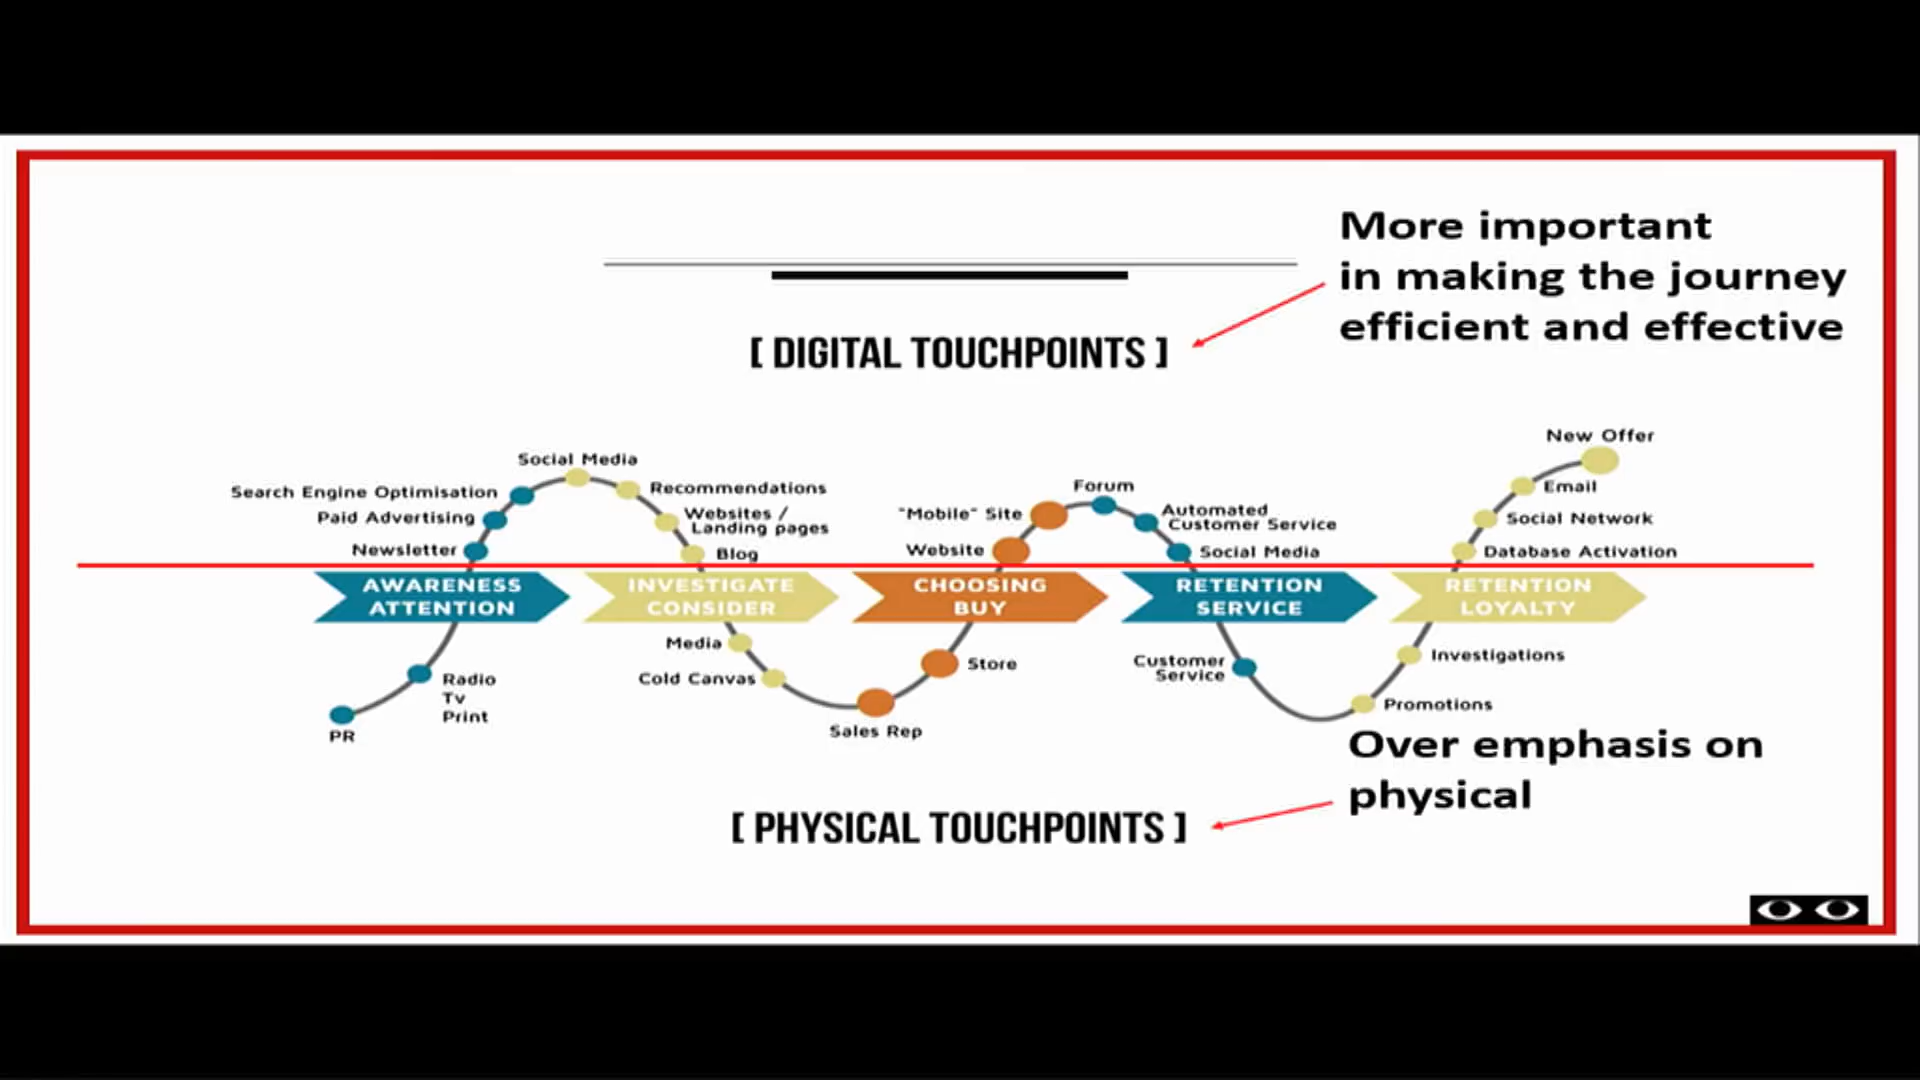 More important
in making the journey
efficient and effective
[ DIGITAL TOUCHPOINTS ]
New Offer
Social Media
Email
Search Engine Optimisation
Recommendations
Forum
Paid Advertising
Websites /
Landing pages
"Mobile" Site
Automated
Customer Service
Social Network
Newsletter
Blog
Website
Social Media
Database Activation
AWARENESS
ATTENTION
INVESTIGATE
CONSIDER
CHOOSING
BUY
RETENTION
SERVICE
RETENTION
LOYALTY
Media
Store
Customer
Service
Investigations
Radio
Tv
Print
Cold Canvas
Promotions
PR
Sales Rep
Over emphasis on
physical
[ PHYSICAL TOUCHPOINTS ]